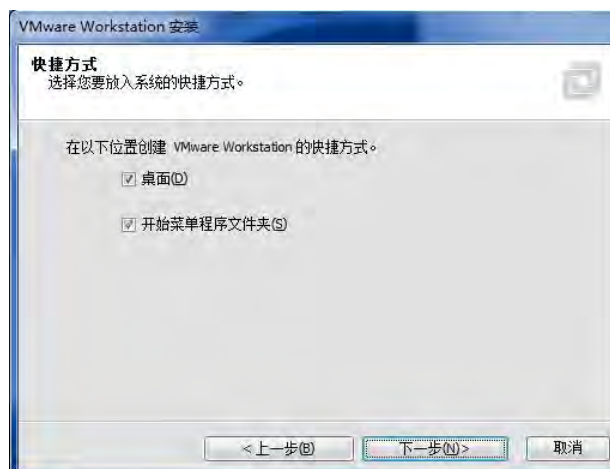 VMware Workstation 安装
快捷方式
选择您要放入系统的快捷方式。
在以下位置创建 VMware Workstation 的快捷方式。
桌面(D)
开始菜单程序文件夹(S)
<上一步(B)
下一步(N)>
取消